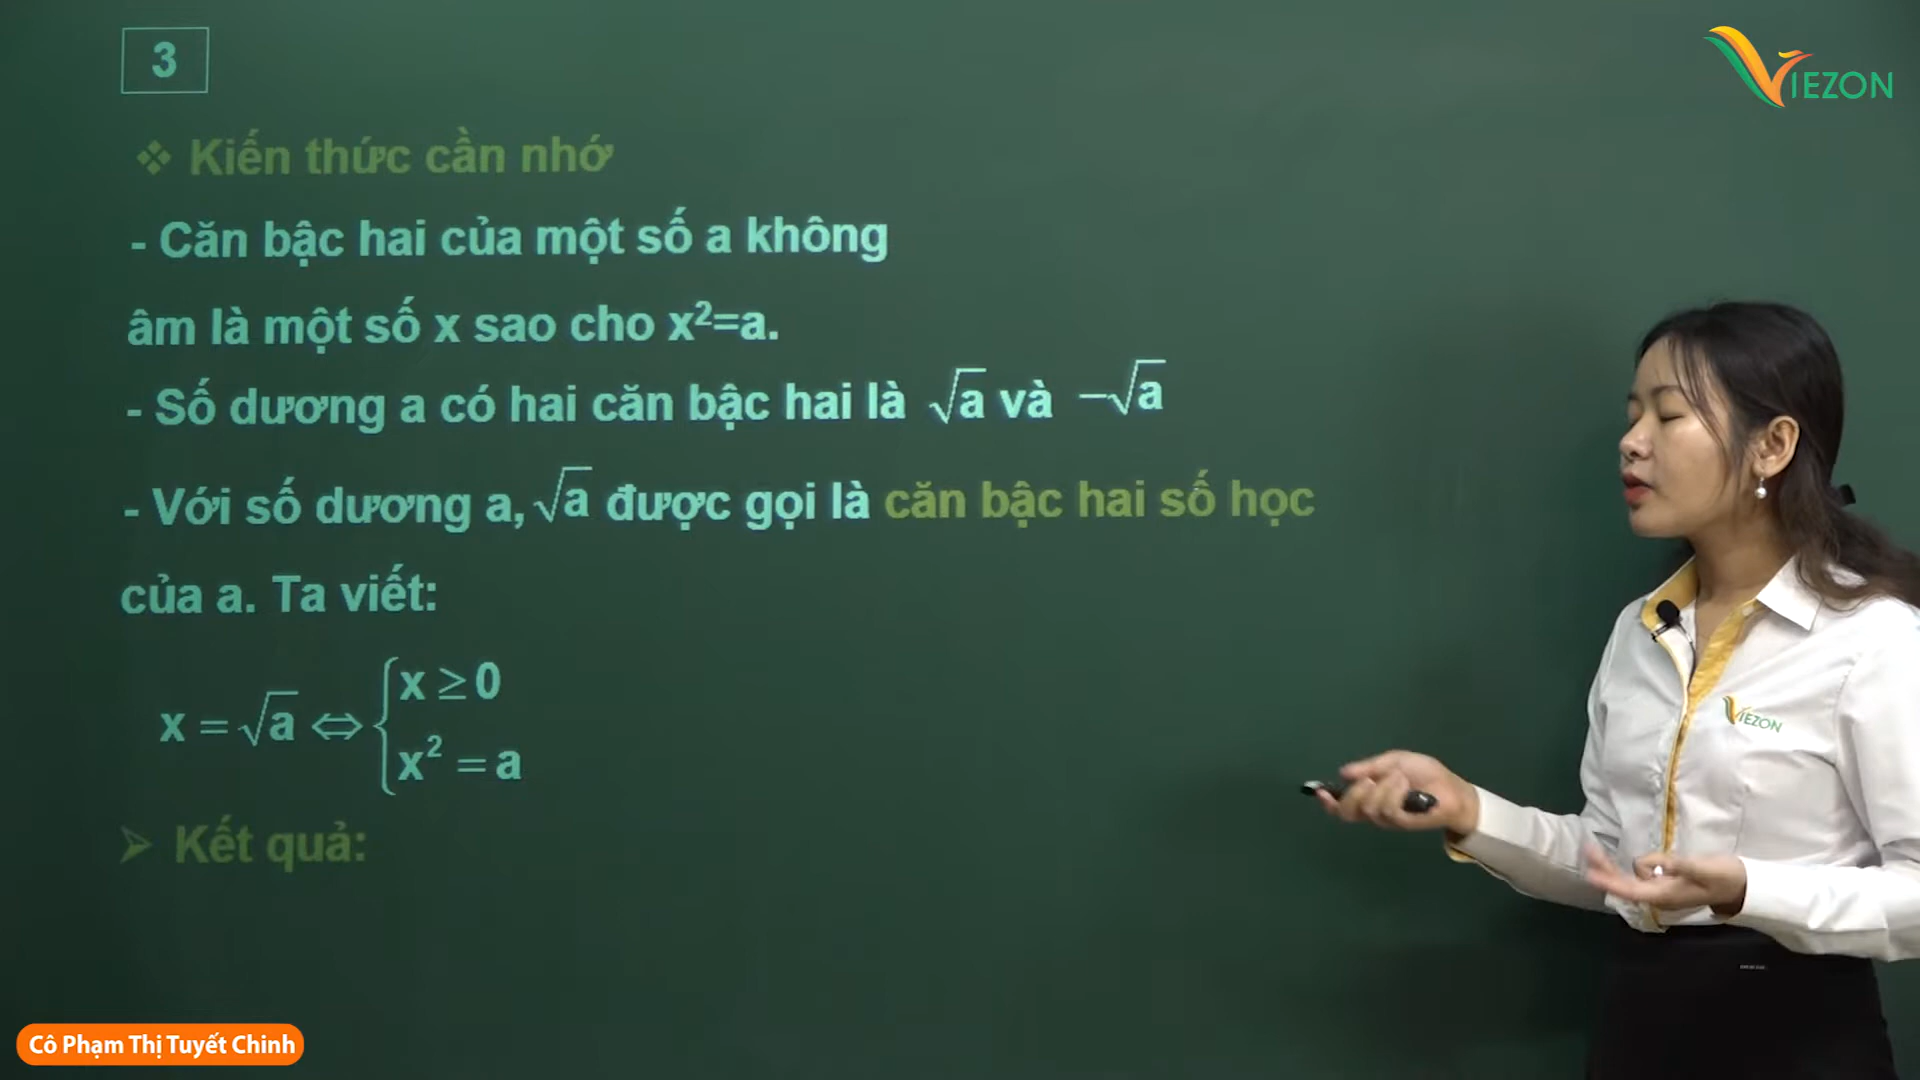 3
VIEZON
❖ Kiến thức cần nhớ
- Căn bậc hai của một số a không
âm là một số x sao cho x²=a.
- Số dương a có hai căn bậc hai là √a và −√a
- Với số dương a, √a được gọi là căn bậc hai số học
của a. Ta viết:
x = √a ⇔ { x ≥ 0
x² = a
➢ Kết quả:
VIEZON
Cô Phạm Thị Tuyết Chinh